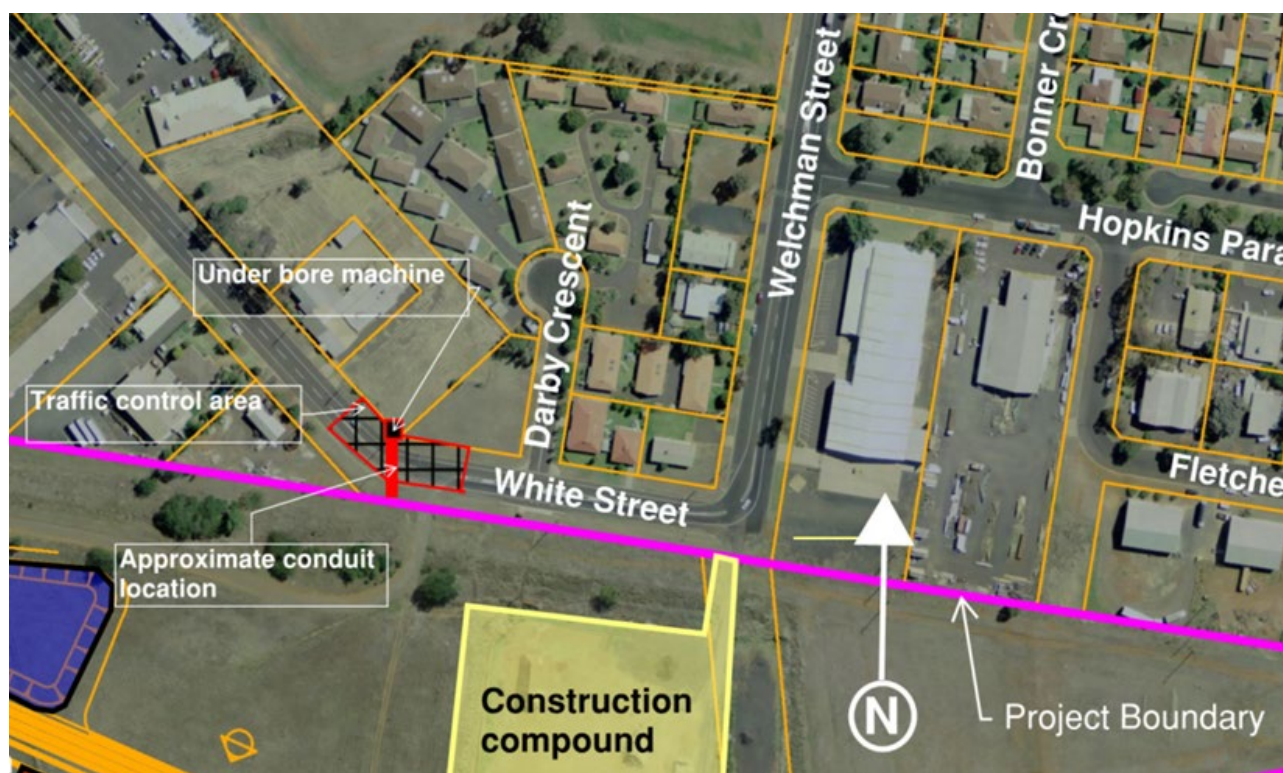 Welchman Street
Bonner Cr
Hopkins Para
Under bore machine
Darby Crescent
Traffic control area
White Street
Fletche
Approximate conduit
location
Construction
compound
N
Project Boundary